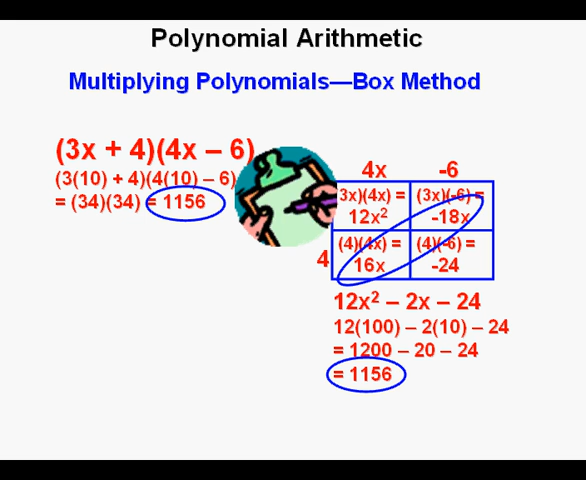 Polynomial Arithmetic
Multiplying Polynomials—Box Method
(3x + 4)(4x – 6)
(3(10) + 4)(4(10) – 6)
= (34)(34) = 1156
4x -6
3x)(4x) = (3x)(-6) =
12x² -18x
4 (4)(4x) = (4)(-6) =
16x -24
12x² – 2x – 24
12(100) – 2(10) – 24
= 1200 – 20 – 24
= 1156